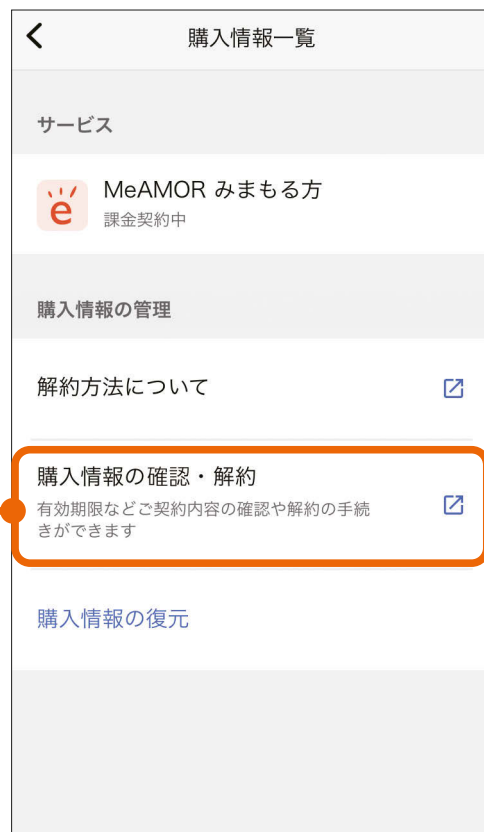 購入情報一覧
サービス
e
MeAMOR みまもる方
課金契約中
購入情報の管理
解約方法について
購入情報の確認・解約
有効期限などご契約内容の確認や解約の手続
きができます
購入情報の復元